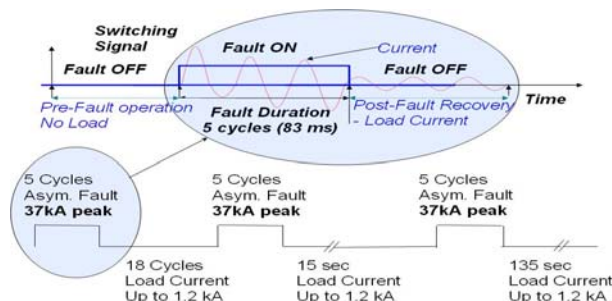 Switching
Signal
Fault ON
Current
Fault OFF
Fault OFF
Pre-Fault operation
No Load
Fault Duration
5 cycles (83 ms)
Post-Fault Recovery
- Load Current
Time
5 Cycles
Asym. Fault
37kA peak
5 Cycles
Asym. Fault
37kA peak
5 Cycles
Asym. Fault
37kA peak
18 Cycles
Load Current
Up to 1.2 kA
15 sec
Load Current
Up to 1.2 kA
135 sec
Load Current
Up to 1.2 kA